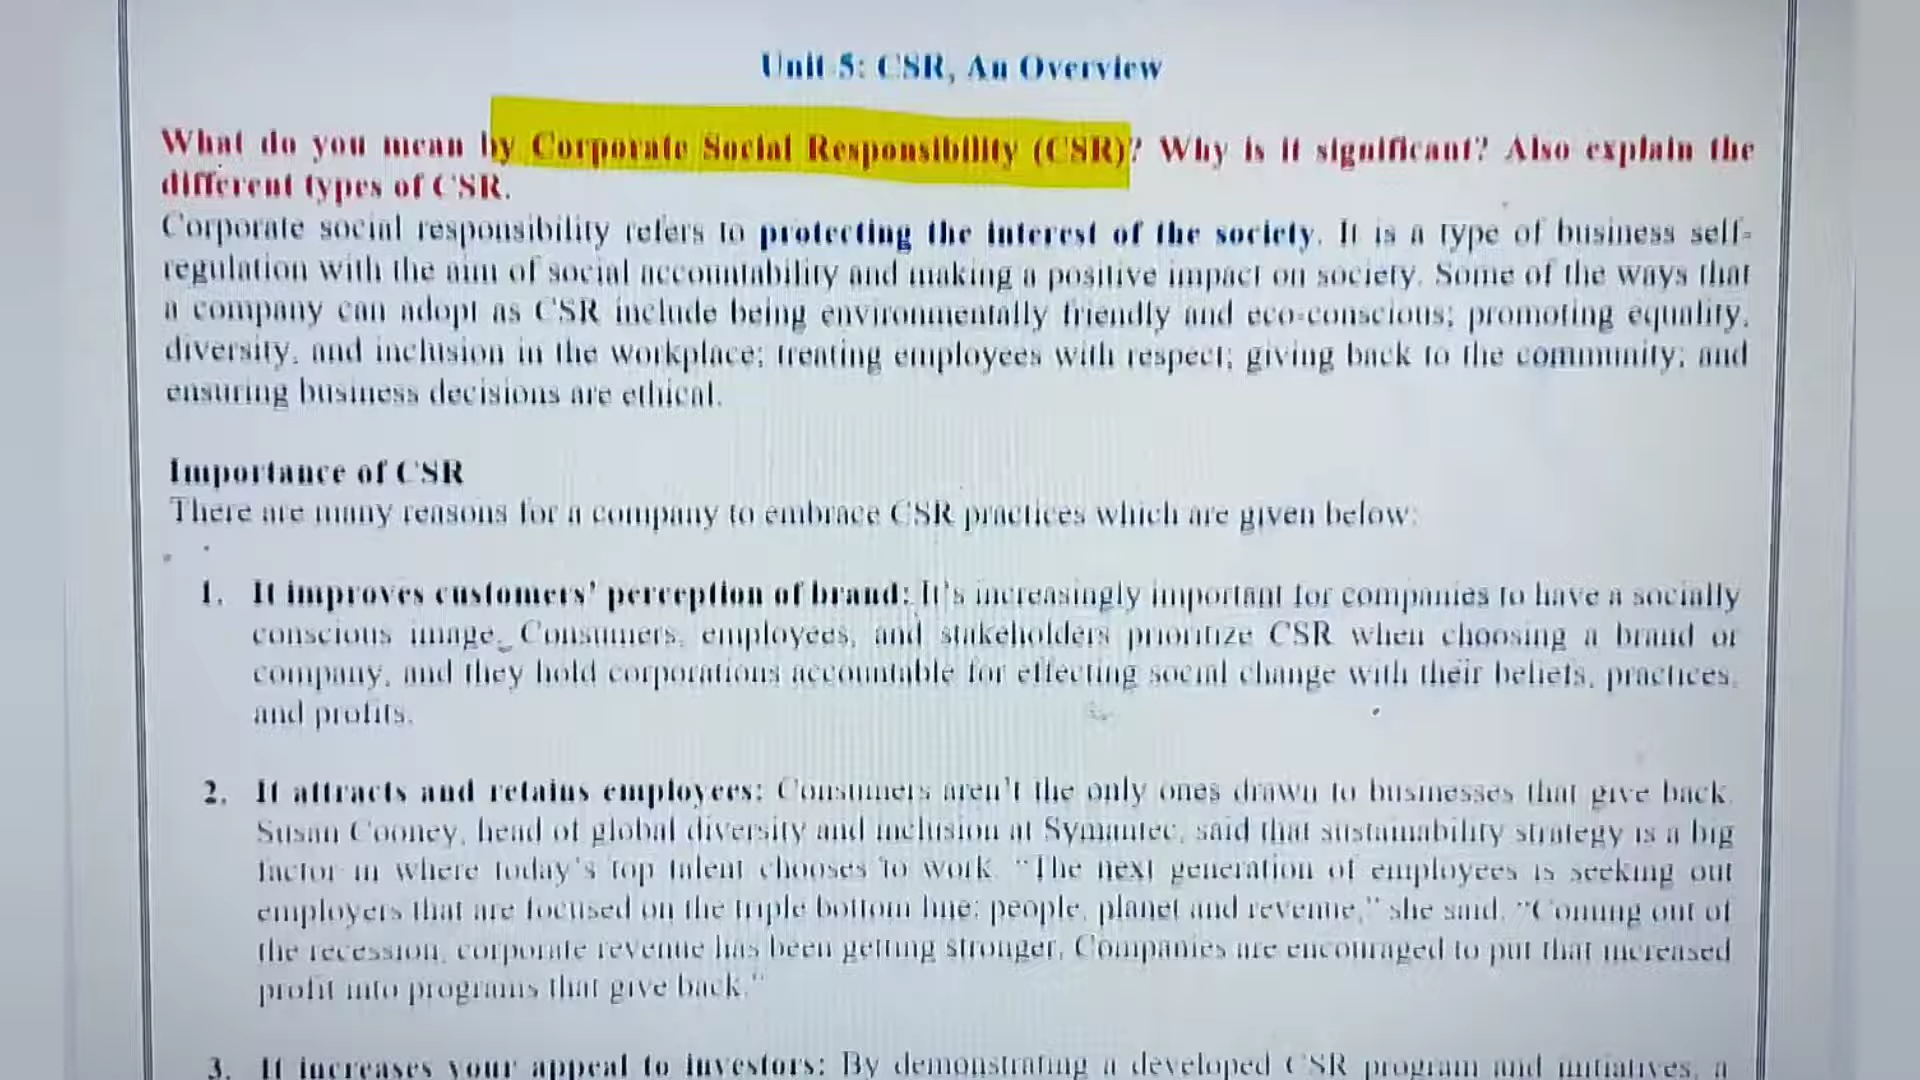 Unit 5: CSR, An Overview
What do you mean by Corporate Social Responsibility (CSR)? Why is it significant? Also explain the
different types of CSR.
Corporate social responsibility refers to protecting the interest of the society. It is a type of business self-
regulation with the aim of social accountability and making a positive impact on society. Some of the ways that
a company can adopt as CSR include being environmentally friendly and eco-conscious; promoting equality,
diversity, and inclusion in the workplace; treating employees with respect; giving back to the community; and
ensuring business decisions are ethical.
Importance of CSR
There are many reasons for a company to embrace CSR practices which are given below:
1. It improves customers' perception of brand: It's increasingly important for companies to have a socially
conscious image. Consumers, employees, and stakeholders prioritize CSR when choosing a brand or
company, and they hold corporations accountable for effecting social change with their beliefs, practices,
and profits.
2. It attracts and retains employees: Consumers aren't the only ones drawn to businesses that give back.
Susan Cooney, head of global diversity and inclusion at Symantec, said that sustainability strategy is a big
factor in where today's top talent chooses to work. "The next generation of employees is seeking out
employers that are focused on the triple bottom line: people, planet and revenue," she said. "Coming out of
the recession, corporate revenue has been getting stronger. Companies are encouraged to put that increased
profit into programs that give back."
3. It increases your appeal to investors: By demonstrating a developed CSR program and initiatives, a